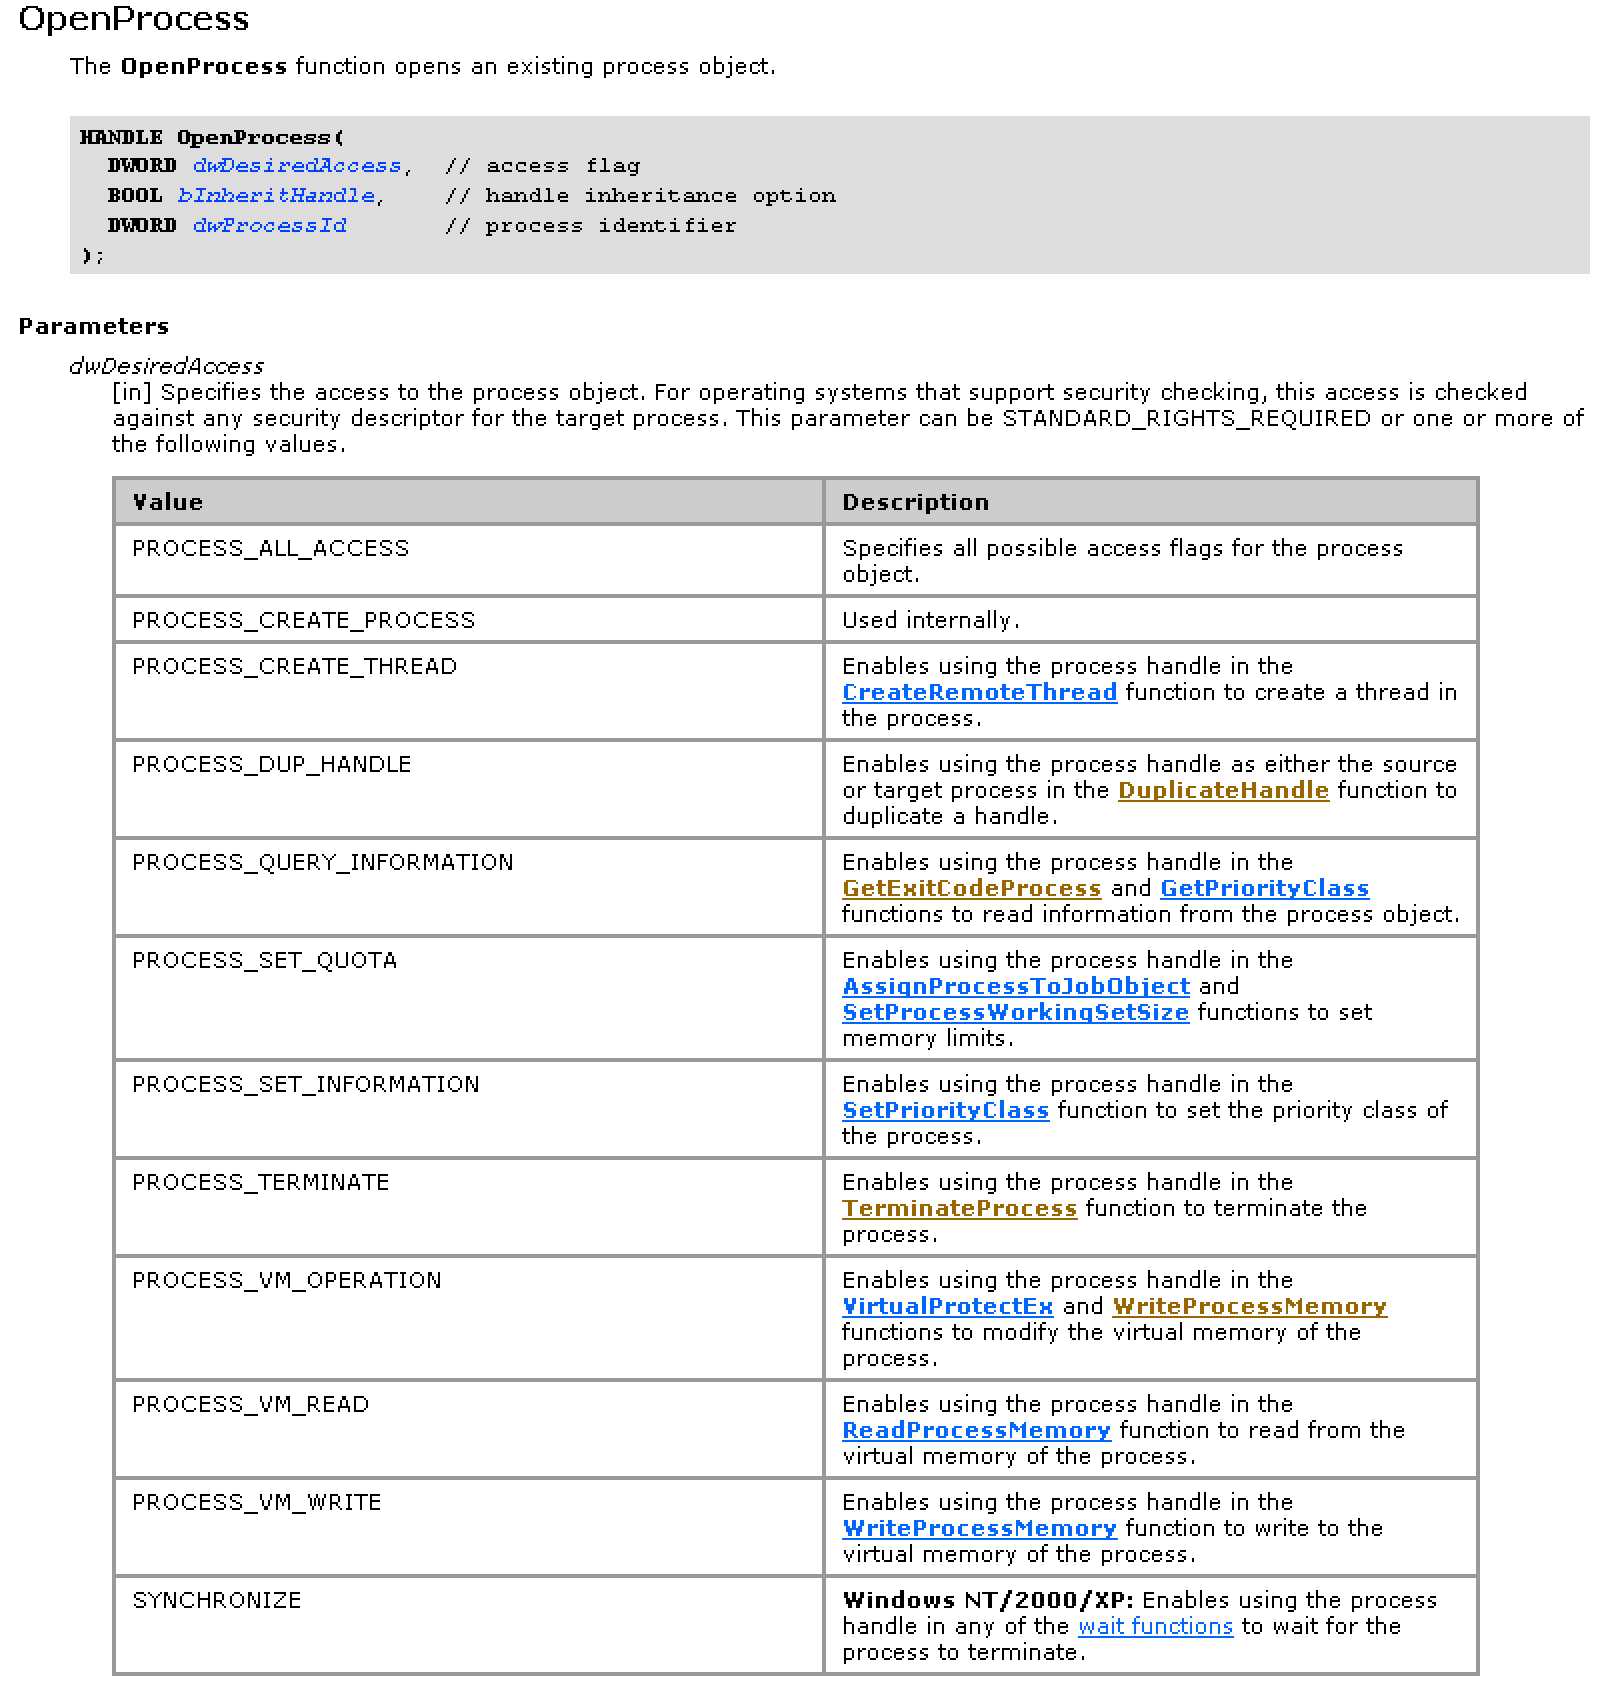 OpenProcess
The OpenProcess function opens an existing process object.
HANDLE OpenProcess(
DWORD dwDesiredAccess,  // access flag
BOOL bInheritHandle,    // handle inheritance option
DWORD dwProcessId       // process identifier
);
Parameters
dwDesiredAccess
[in] Specifies the access to the process object. For operating systems that support security checking, this access is checked
against any security descriptor for the target process. This parameter can be STANDARD_RIGHTS_REQUIRED or one or more of
the following values.
Value Description
PROCESS_ALL_ACCESS Specifies all possible access flags for the process
object.
PROCESS_CREATE_PROCESS Used internally.
PROCESS_CREATE_THREAD Enables using the process handle in the
CreateRemoteThread function to create a thread in
the process.
PROCESS_DUP_HANDLE Enables using the process handle as either the source
or target process in the DuplicateHandle function to
duplicate a handle.
PROCESS_QUERY_INFORMATION Enables using the process handle in the
GetExitCodeProcess and GetPriorityClass
functions to read information from the process object.
PROCESS_SET_QUOTA Enables using the process handle in the
AssignProcessToJobObject and
SetProcessWorkingSetSize functions to set
memory limits.
PROCESS_SET_INFORMATION Enables using the process handle in the
SetPriorityClass function to set the priority class of
the process.
PROCESS_TERMINATE Enables using the process handle in the
TerminateProcess function to terminate the
process.
PROCESS_VM_OPERATION Enables using the process handle in the
VirtualProtectEx and WriteProcessMemory
functions to modify the virtual memory of the
process.
PROCESS_VM_READ Enables using the process handle in the
ReadProcessMemory function to read from the
virtual memory of the process.
PROCESS_VM_WRITE Enables using the process handle in the
WriteProcessMemory function to write to the
virtual memory of the process.
SYNCHRONIZE Windows NT/2000/XP: Enables using the process
handle in any of the wait functions to wait for the
process to terminate.